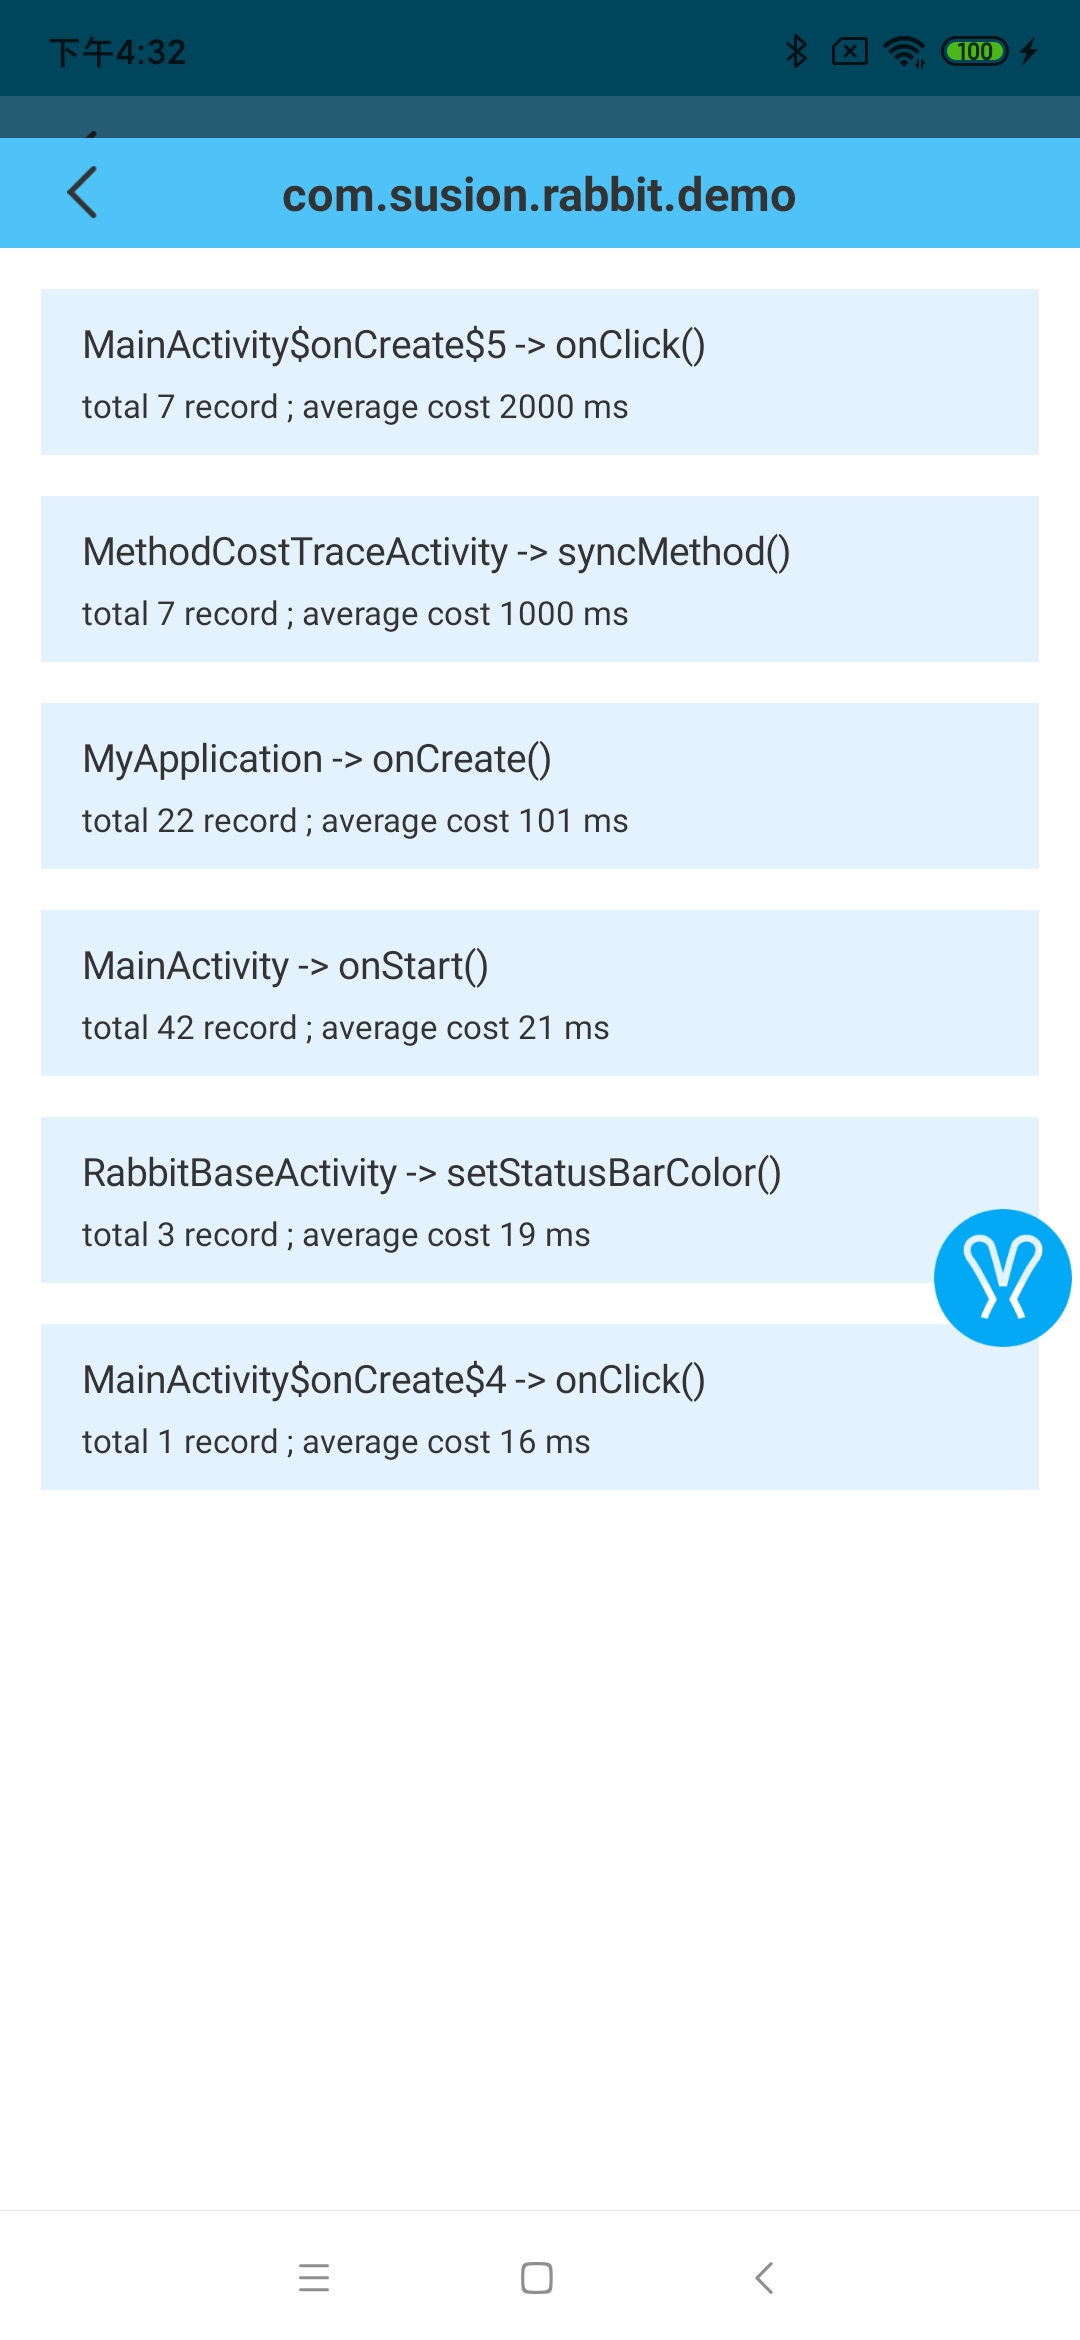 下午4:32
100
com.susion.rabbit.demo
MainActivity$onCreate$5 -> onClick()
total 7 record ; average cost 2000 ms
MethodCostTraceActivity -> syncMethod()
total 7 record ; average cost 1000 ms
MyApplication -> onCreate()
total 22 record ; average cost 101 ms
MainActivity -> onStart()
total 42 record ; average cost 21 ms
RabbitBaseActivity -> setStatusBarColor()
total 3 record ; average cost 19 ms
MainActivity$onCreate$4 -> onClick()
total 1 record ; average cost 16 ms